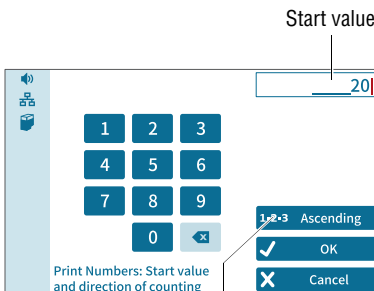 Start value
____20
1 2 3
4 5 6
7 8 9
0
1-2-3 Ascending
OK
Cancel
Print Numbers: Start value
and direction of counting